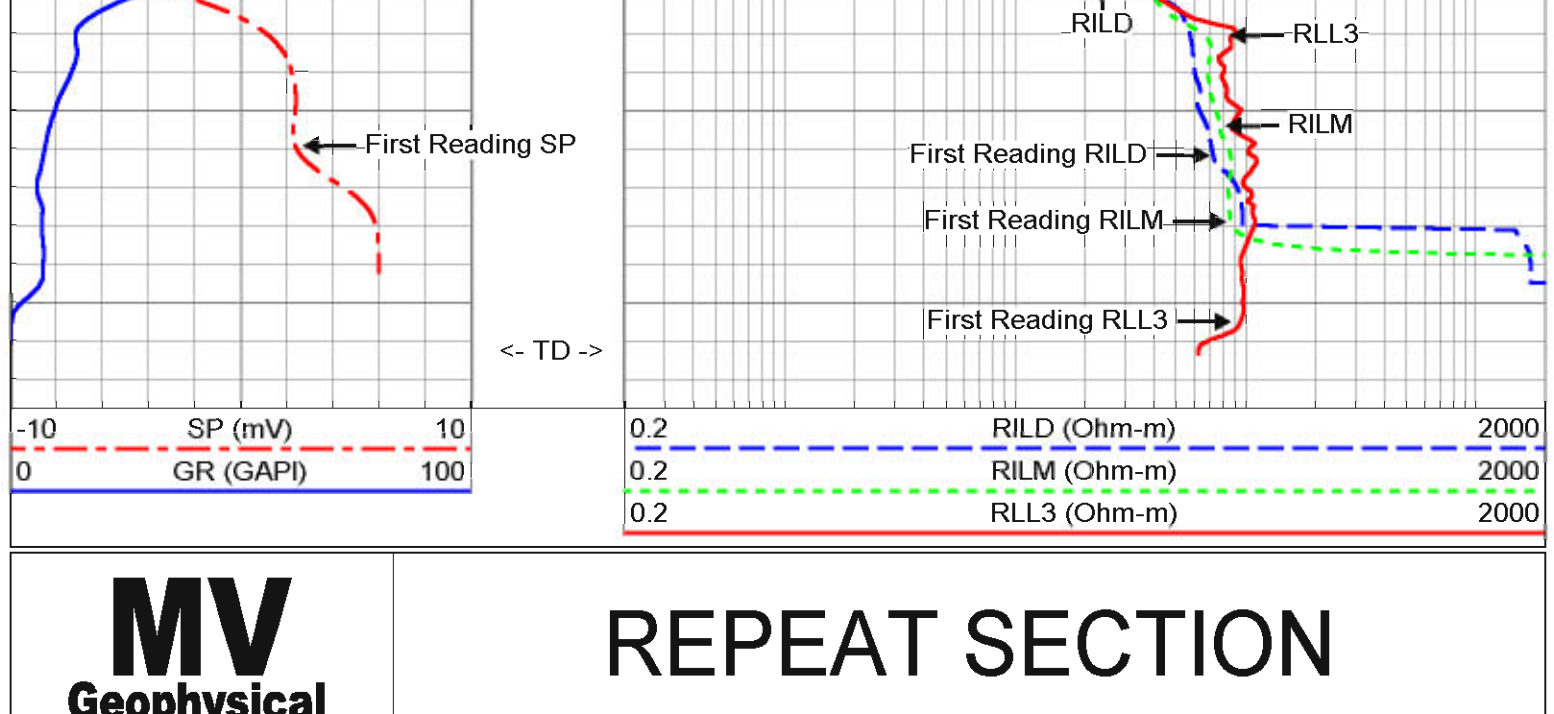 RILD
RLL3
RILM
First Reading SP
First Reading RILD
First Reading RILM
First Reading RLL3
<- TD ->
-10 SP (mV) 10
0 GR (GAPI) 100
0.2 RILD (Ohm-m) 2000
0.2 RILM (Ohm-m) 2000
0.2 RLL3 (Ohm-m) 2000
MV
Geophysical
REPEAT SECTION